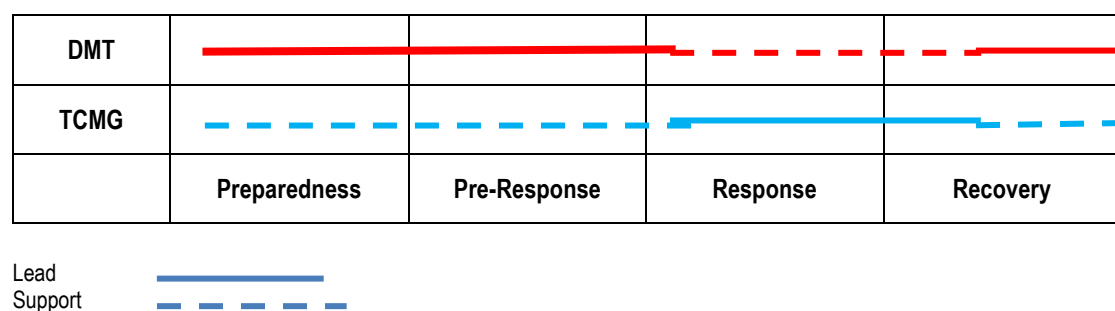 DMT
TCMG
Preparedness Pre-Response Response Recovery
Lead
Support